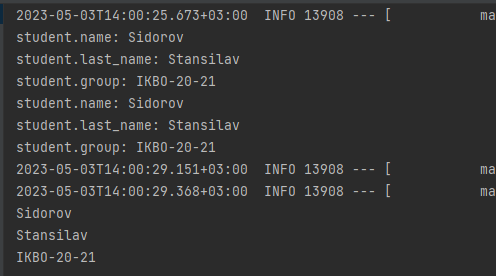 2023-05-03T14:00:25.673+03:00  INFO 13908 --- [           ma
student.name: Sidorov
student.last_name: Stansilav
student.group: IKBO-20-21
student.name: Sidorov
student.last_name: Stansilav
student.group: IKBO-20-21
2023-05-03T14:00:29.151+03:00  INFO 13908 --- [           ma
2023-05-03T14:00:29.368+03:00  INFO 13908 --- [           ma
Sidorov
Stansilav
IKBO-20-21